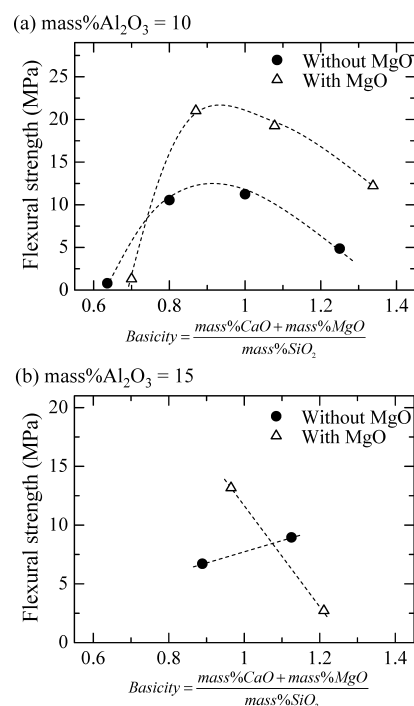 (a) mass%Al₂O₃ = 10
Flexural strength (MPa)
25
20
15
10
5
0
● Without MgO
△ With MgO
0.6 0.8 1 1.2 1.4
Basicity = mass%CaO + mass%MgO
mass%SiO₂
(b) mass%Al₂O₃ = 15
Flexural strength (MPa)
20
15
10
5
0
● Without MgO
△ With MgO
0.6 0.8 1 1.2 1.4
Basicity = mass%CaO + mass%MgO
mass%SiO₂